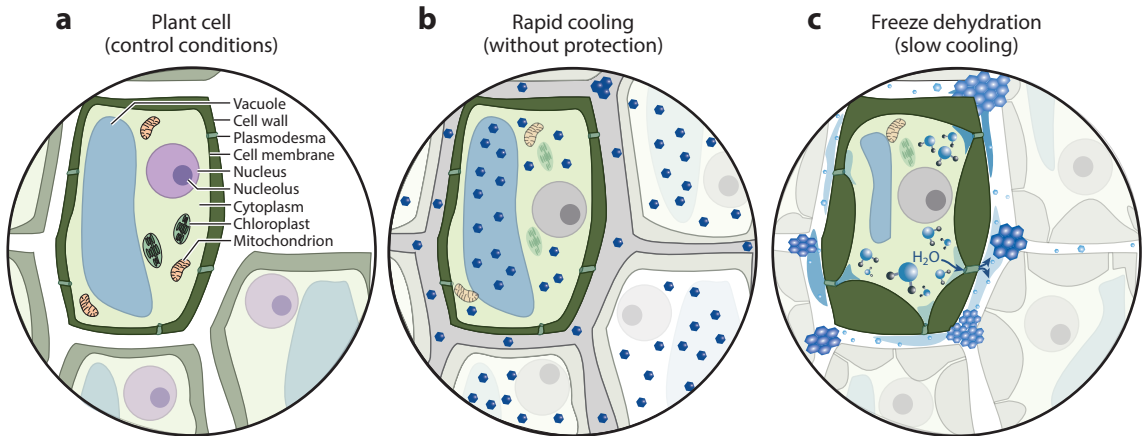 a
Plant cell
(control conditions)
Vacuole
Cell wall
Plasmodesma
Cell membrane
Nucleus
Nucleolus
Cytoplasm
Chloroplast
Mitochondrion
b
Rapid cooling
(without protection)
c
Freeze dehydration
(slow cooling)
H₂O